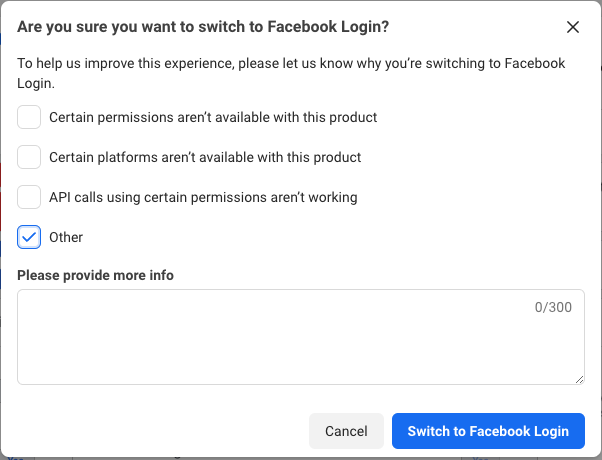 Are you sure you want to switch to Facebook Login?
To help us improve this experience, please let us know why you’re switching to Facebook
Login.
Certain permissions aren’t available with this product
Certain platforms aren’t available with this product
API calls using certain permissions aren’t working
Other
Please provide more info
0/300
Cancel
Switch to Facebook Login